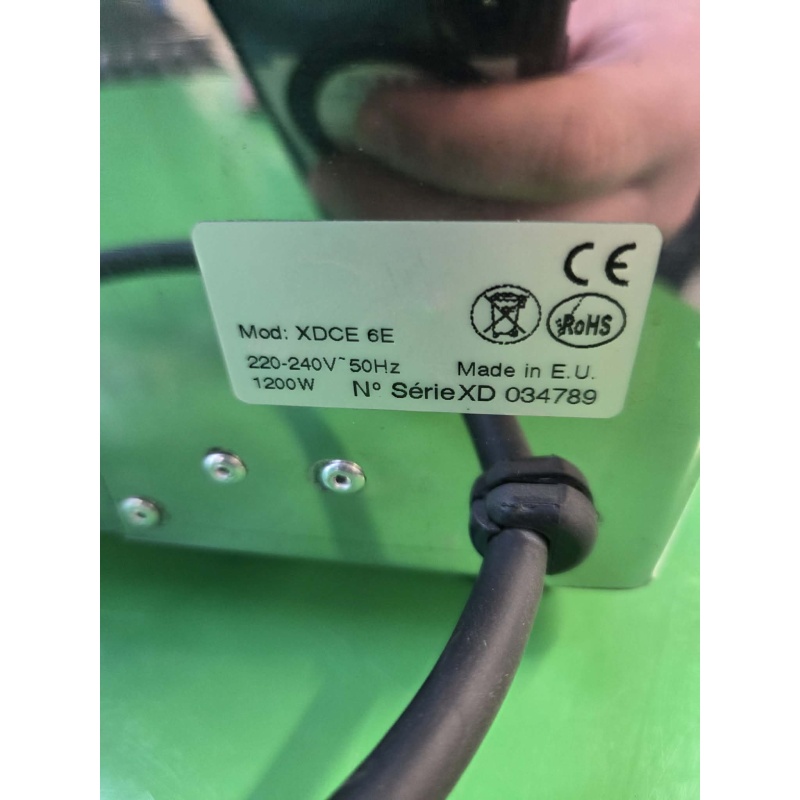 CE
RoHS
Mod: XDCE 6E
220-240V~50Hz Made in E.U.
1200W N° Série XD 034789